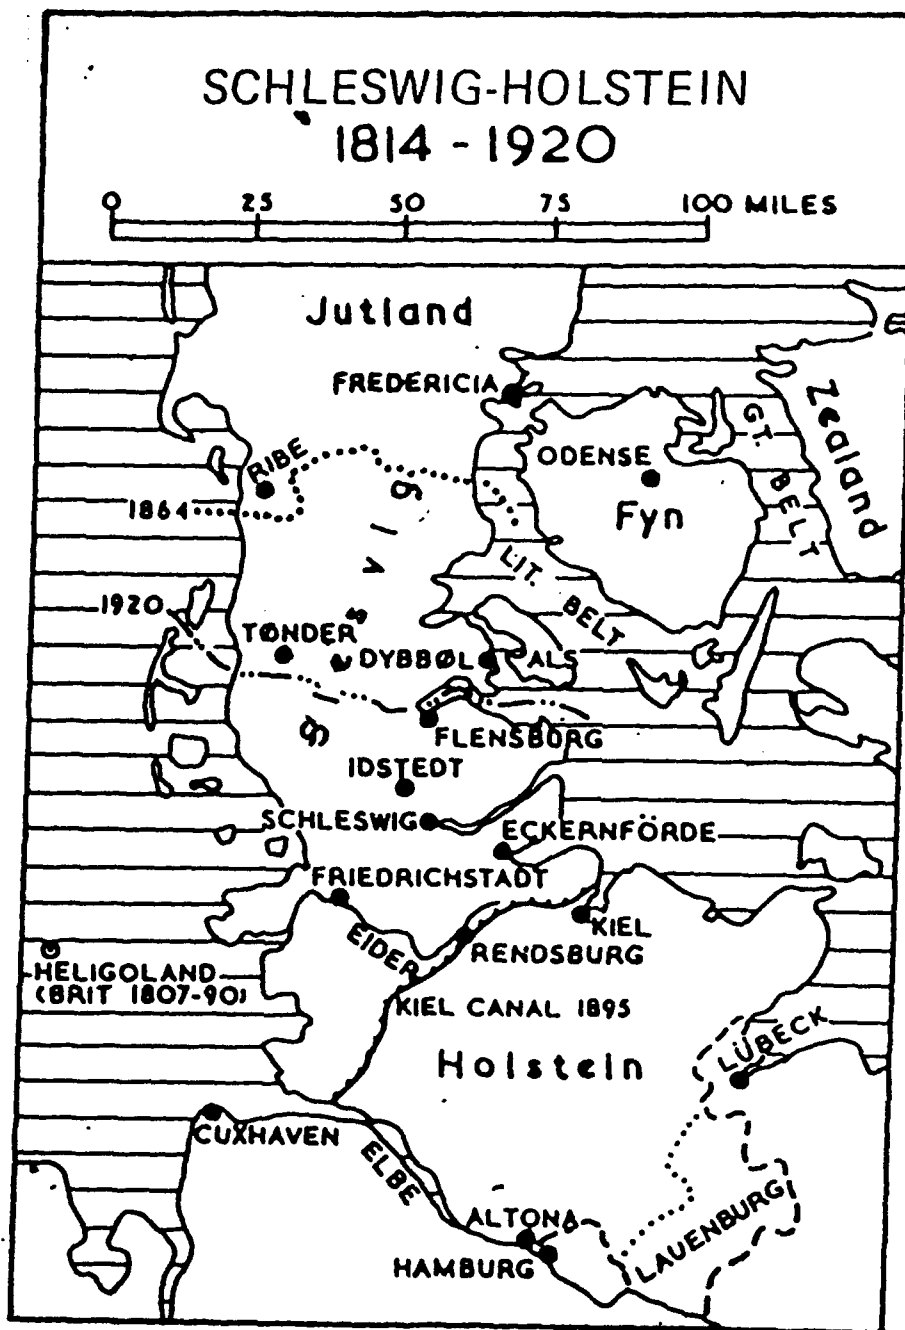 SCHLESWIG-HOLSTEIN
1814 - 1920
0 25 50 75 100 MILES
Jutland
FREDERICIA
Zealand
GT. BELT
RIBE
ODENSE
1864
Fyn
Slesvig
LIT. BELT
1920
TØNDER
DYBBØL
ALS
FLENSBURG
IDSTEDT
SCHLESWIG
ECKERNFÖRDE
FRIEDRICHSTADT
KIEL
EIDER
RENDSBURG
HELIGOLAND
(BRIT 1807-90)
KIEL CANAL 1895
LÜBECK
Holstein
CUXHAVEN
ELBE
ALTONA
LAUENBURG
HAMBURG